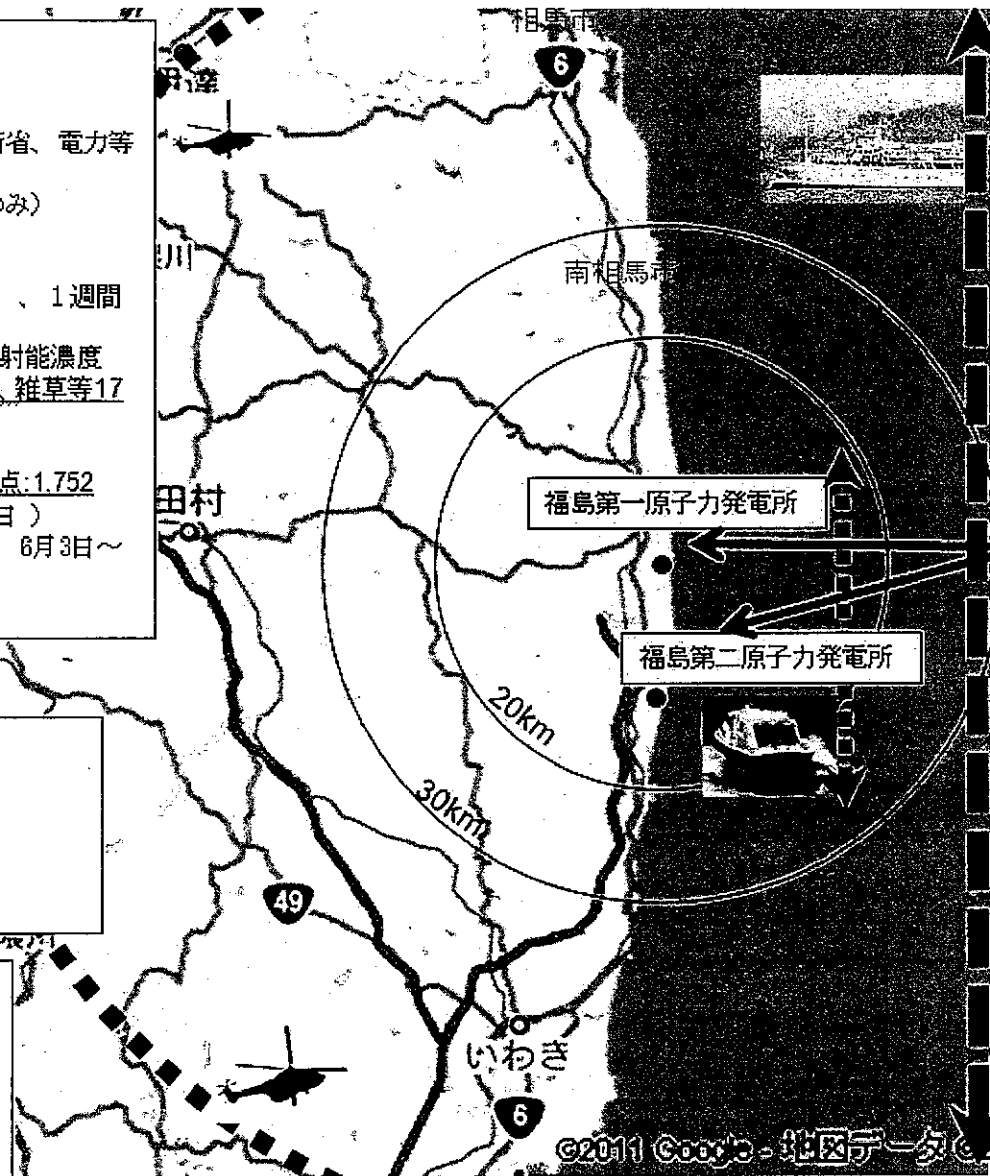 省、電力等
み）
、１週間
射能濃度
、雑草等17
点:1,752
日 ）
6月3日～
相馬市
6
川
南相馬市
田村
福島第一原子力発電所
福島第二原子力発電所
20km
30km
49
いわき
6
©2011 Google - 地図データ ©